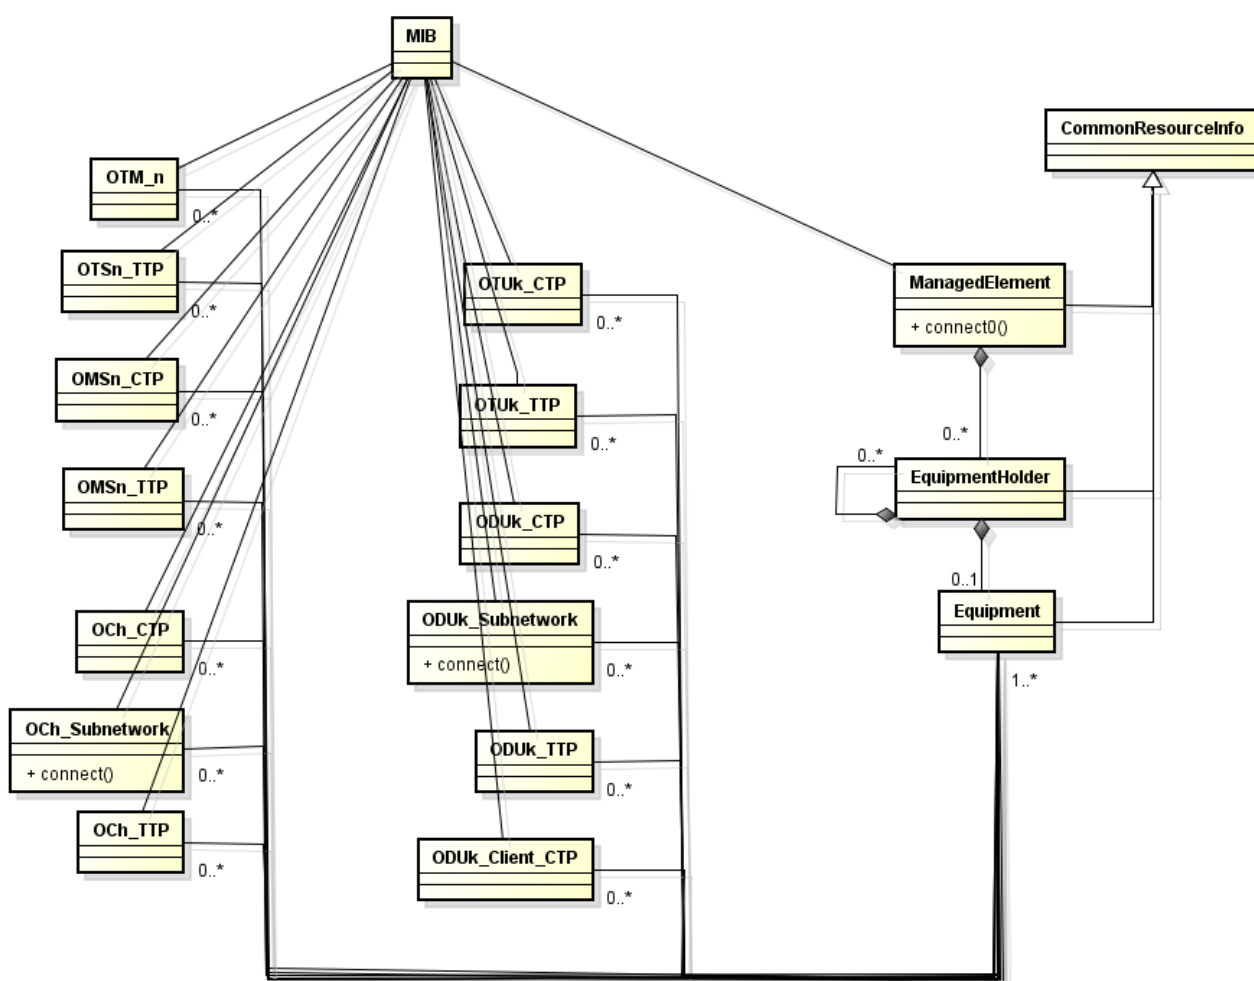 MIB
CommonResourceInfo
OTM_n
0..*
OTSn_TTP
0..*
OTUk_CTP
0..*
ManagedElement
+ connect0()
OMSn_CTP
0..*
OTUk_TTP
0..*
0..*
0..*
EquipmentHolder
OMSn_TTP
0..*
ODUk_CTP
0..*
0..1
Equipment
1..*
OCh_CTP
0..*
ODUk_Subnetwork
+ connect()
0..*
OCh_Subnetwork
+ connect()
0..*
ODUk_TTP
0..*
OCh_TTP
0..*
ODUk_Client_CTP
0..*